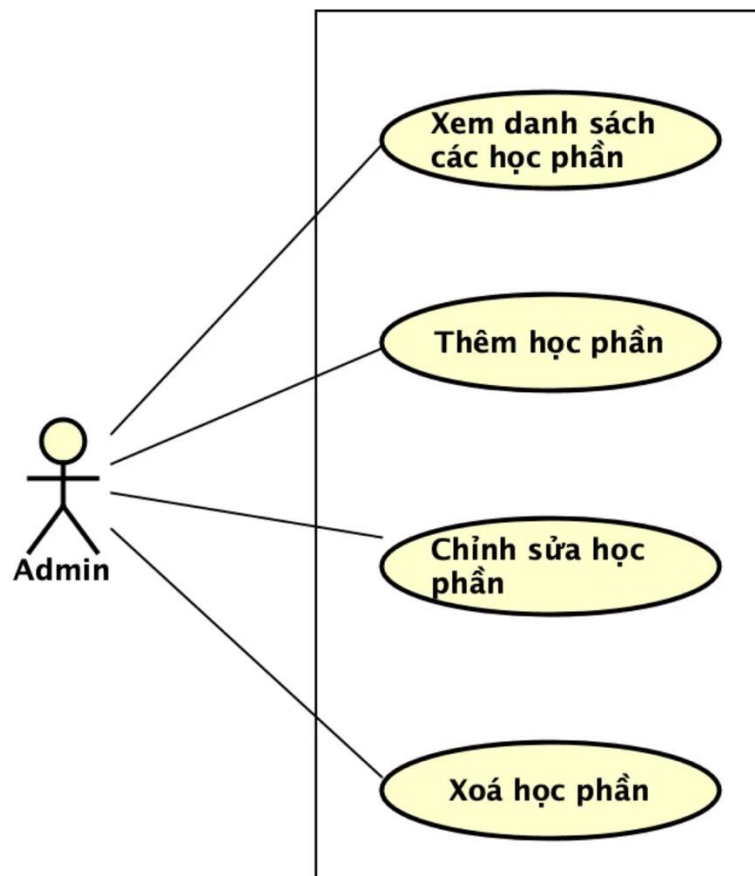 Xem danh sách
các học phần
Thêm học phần
Admin
Chỉnh sửa học
phần
Xoá học phần